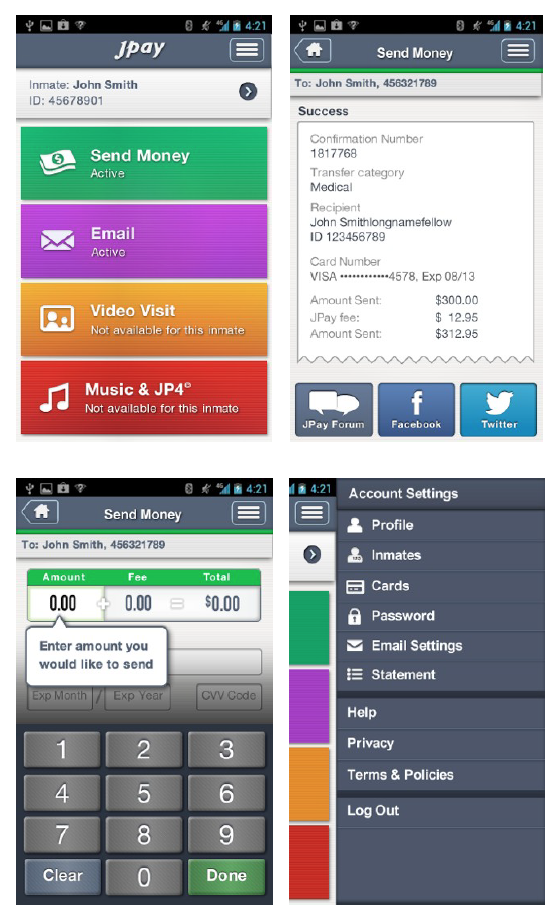 4:21
jpay
Inmate: John Smith
ID: 45678901
Send Money
Active
Email
Active
Video Visit
Not available for this inmate
Music & JP4®
Not available for this inmate
4:21
Send Money
To: John Smith, 456321789
Success
Confirmation Number
1817768
Transfer category
Medical
Recipient
John Smithlongnamefellow
ID 123456789
Card Number
VISA ••••••••••••4578, Exp 08/13
Amount Sent: $300.00
JPay fee: $ 12.95
Amount Sent: $312.95
JPay Forum
Facebook
Twitter
4:21
Send Money
To: John Smith, 456321789
Amount Fee Total
0.00 + 0.00 = $0.00
Enter amount you
would like to send
Exp Month / Exp Year CVV Code
1 2 3
4 5 6
7 8 9
Clear 0 Done
4:21
Account Settings
Profile
Inmates
Cards
Password
Email Settings
Statement
Help
Privacy
Terms & Policies
Log Out